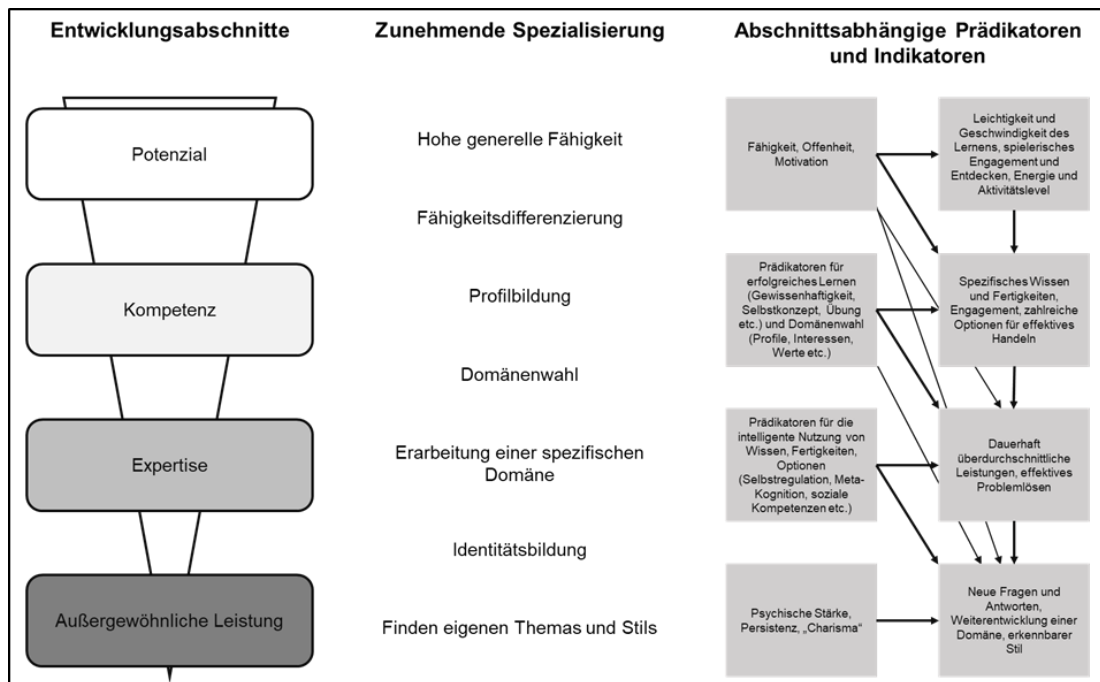 Entwicklungsabschnitte
Potenzial
Kompetenz
Expertise
Außergewöhnliche Leistung
Zunehmende Spezialisierung
Hohe generelle Fähigkeit
Fähigkeitsdifferenzierung
Profilbildung
Domänenwahl
Erarbeitung einer spezifischen
Domäne
Identitätsbildung
Finden eigenen Themas und Stils
Abschnittsabhängige Prädikatoren
und Indikatoren
Fähigkeit, Offenheit,
Motivation
Leichtigkeit und
Geschwindigkeit des
Lernens, spielerisches
Engagement und
Entdecken, Energie und
Aktivitätslevel
Prädikatoren für
erfolgreiches Lernen
(Gewissenhaftigkeit,
Selbstkonzept, Übung
etc.) und Domänenwahl
(Profile, Interessen,
Werte etc.)
Spezifisches Wissen
und Fertigkeiten,
Engagement, zahlreiche
Optionen für effektives
Handeln
Prädikatoren für die
intelligente Nutzung von
Wissen, Fertigkeiten,
Optionen
(Selbstregulation, Meta-
Kognition, soziale
Kompetenzen etc.)
Dauerhaft
überdurchschnittliche
Leistungen, effektives
Problemlösen
Psychische Stärke,
Persistenz, „Charisma“
Neue Fragen und
Antworten,
Weiterentwicklung einer
Domäne, erkennbarer
Stil